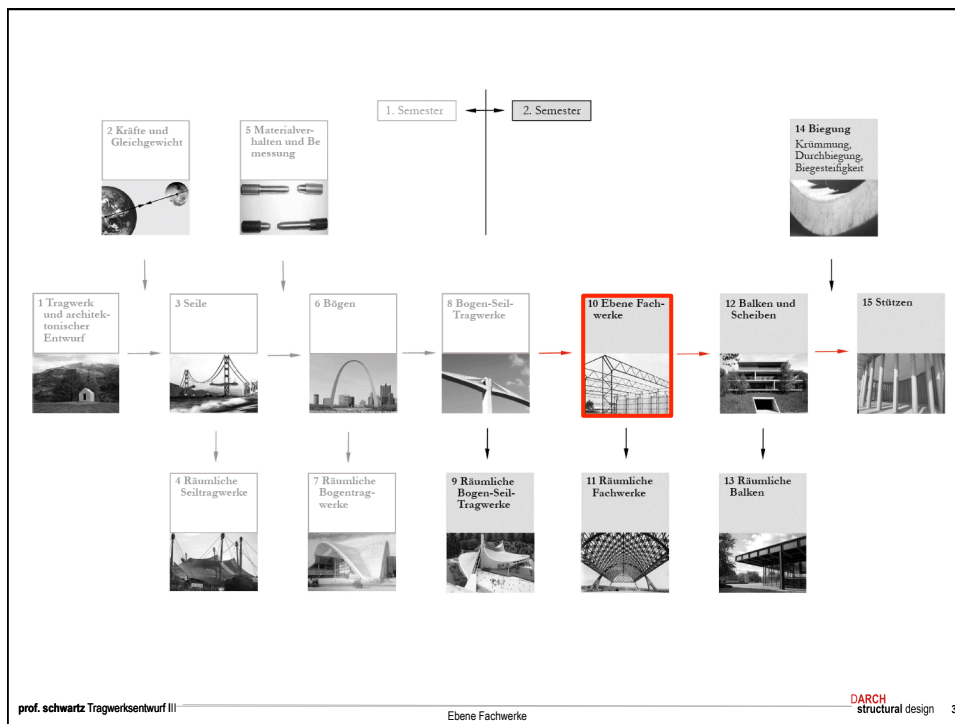 1. Semester
2. Semester
2 Kräfte und
Gleichgewicht
5 Materialver-
halten und Be
messung
14 Biegung
Krümmung,
Durchbiegung,
Biegesteifigkeit
1 Tragwerk
und architek-
tonischer
Entwurf
3 Seile
6 Bögen
8 Bogen-Seil-
Tragwerke
10 Ebene Fach-
werke
12 Balken und
Scheiben
15 Stützen
4 Räumliche
Seiltragwerke
7 Räumliche
Bogentrag-
werke
9 Räumliche
Bogen-Seil-
Tragwerke
11 Räumliche
Fachwerke
13 Räumliche
Balken
prof. schwartz Tragwerksentwurf III
Ebene Fachwerke
DARCH
structural design 3